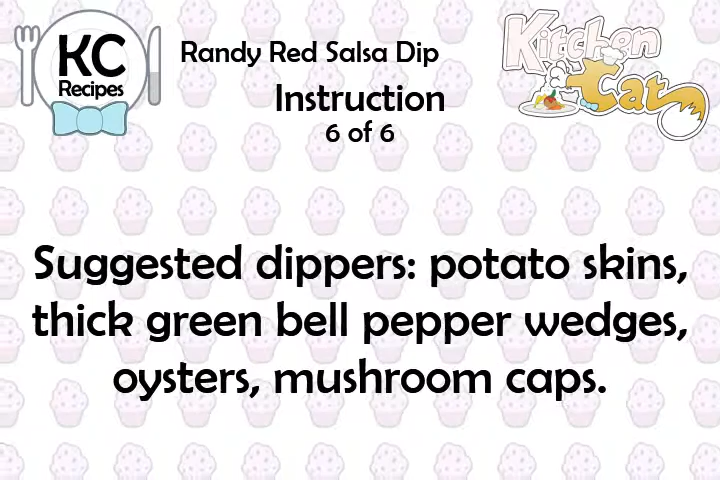 KC
Recipes
Randy Red Salsa Dip
Instruction
6 of 6
Kitchen
Cat
Suggested dippers: potato skins,
thick green bell pepper wedges,
oysters, mushroom caps.